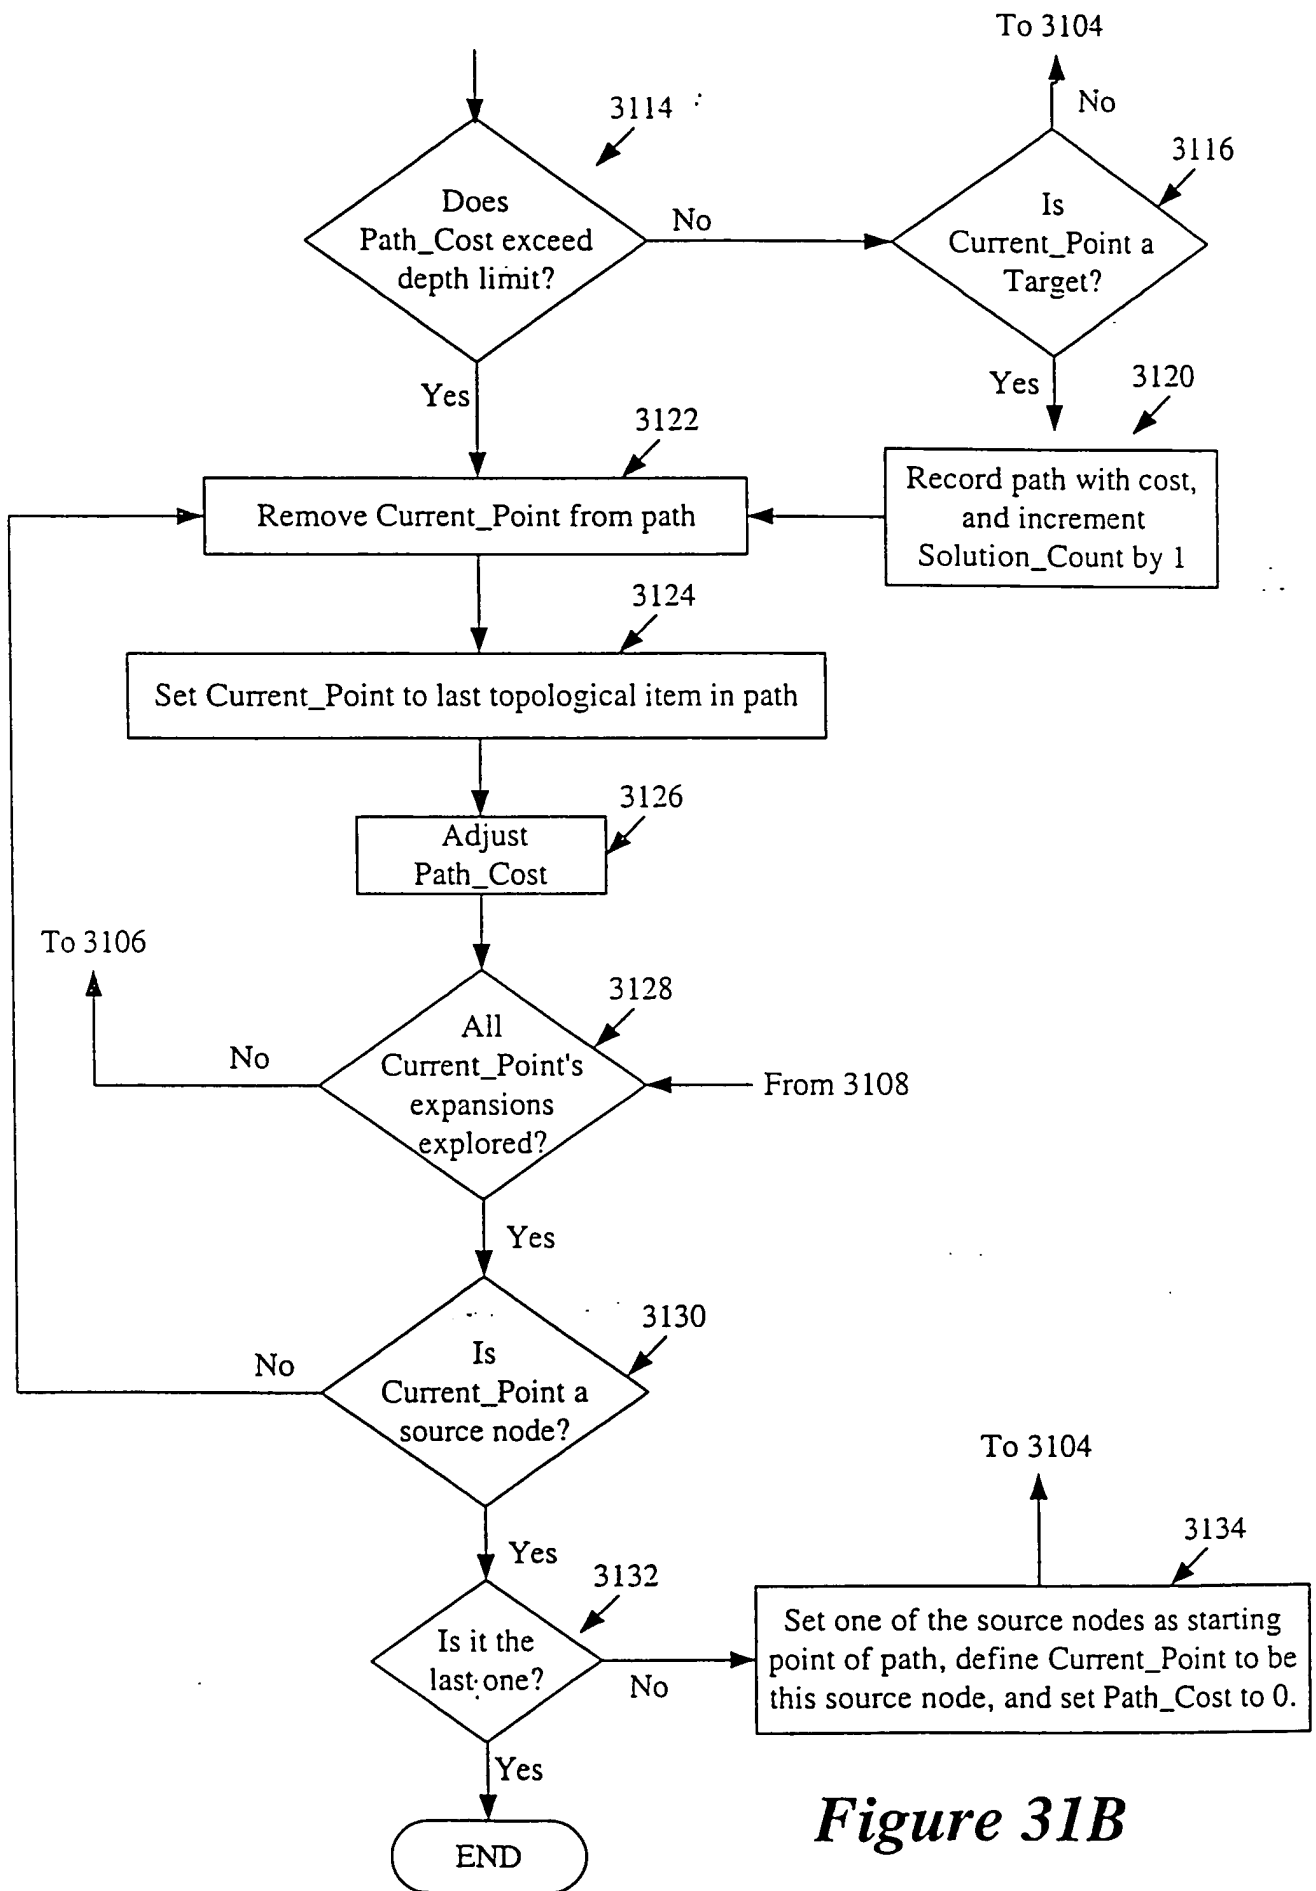 To 3104
No
3114
3116
Does
Path_Cost exceed
depth limit?
No
Is
Current_Point a
Target?
Yes
Yes
3120
3122
Remove Current_Point from path
Record path with cost,
and increment
Solution_Count by 1
3124
Set Current_Point to last topological item in path
3126
Adjust
Path_Cost
To 3106
3128
All
Current_Point's
expansions
explored?
No
From 3108
Yes
3130
Is
Current_Point a
source node?
No
To 3104
Yes
3132
3134
Is it the
last one?
No
Set one of the source nodes as starting
point of path, define Current_Point to be
this source node, and set Path_Cost to 0.
Yes
END
Figure 31B